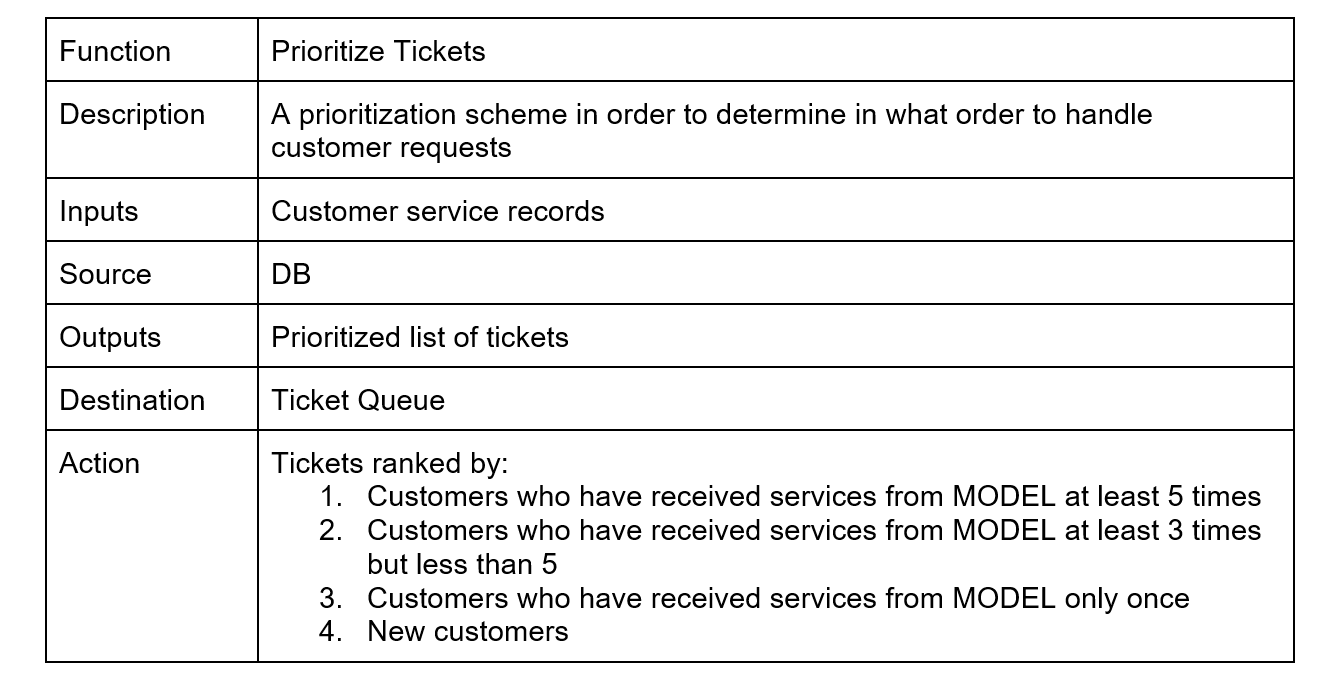 Function
Prioritize Tickets
Description
A prioritization scheme in order to determine in what order to handle
customer requests
Inputs
Customer service records
Source
DB
Outputs
Prioritized list of tickets
Destination
Ticket Queue
Action
Tickets ranked by:
1. Customers who have received services from MODEL at least 5 times
2. Customers who have received services from MODEL at least 3 times
but less than 5
3. Customers who have received services from MODEL only once
4. New customers